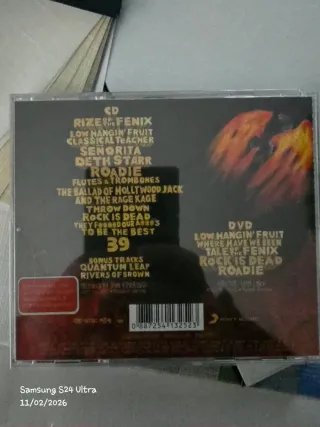 CD
RIZE OF THE FENIX
LOW HANGIN' FRUIT
CLASSICAL TEACHER
SEÑORITA
DETH STARR
ROADIE
FLUTES & TROMBONES
THE BALLAD OF HOLLYWOOD JACK
AND THE RAGE KAGE
THROW DOWN
ROCK IS DEAD
THEY FUCKED OUR ASSES
TO BE THE BEST
39
BONUS TRACKS
QUANTUM LEAP
RIVERS OF BROWN
DVD
LOW HANGIN' FRUIT
WHERE HAVE WE BEEN
TALE OF THE FENIX
ROCK IS DEAD
ROADIE
SONY MUSIC
Samsung S24 Ultra
11/02/2026